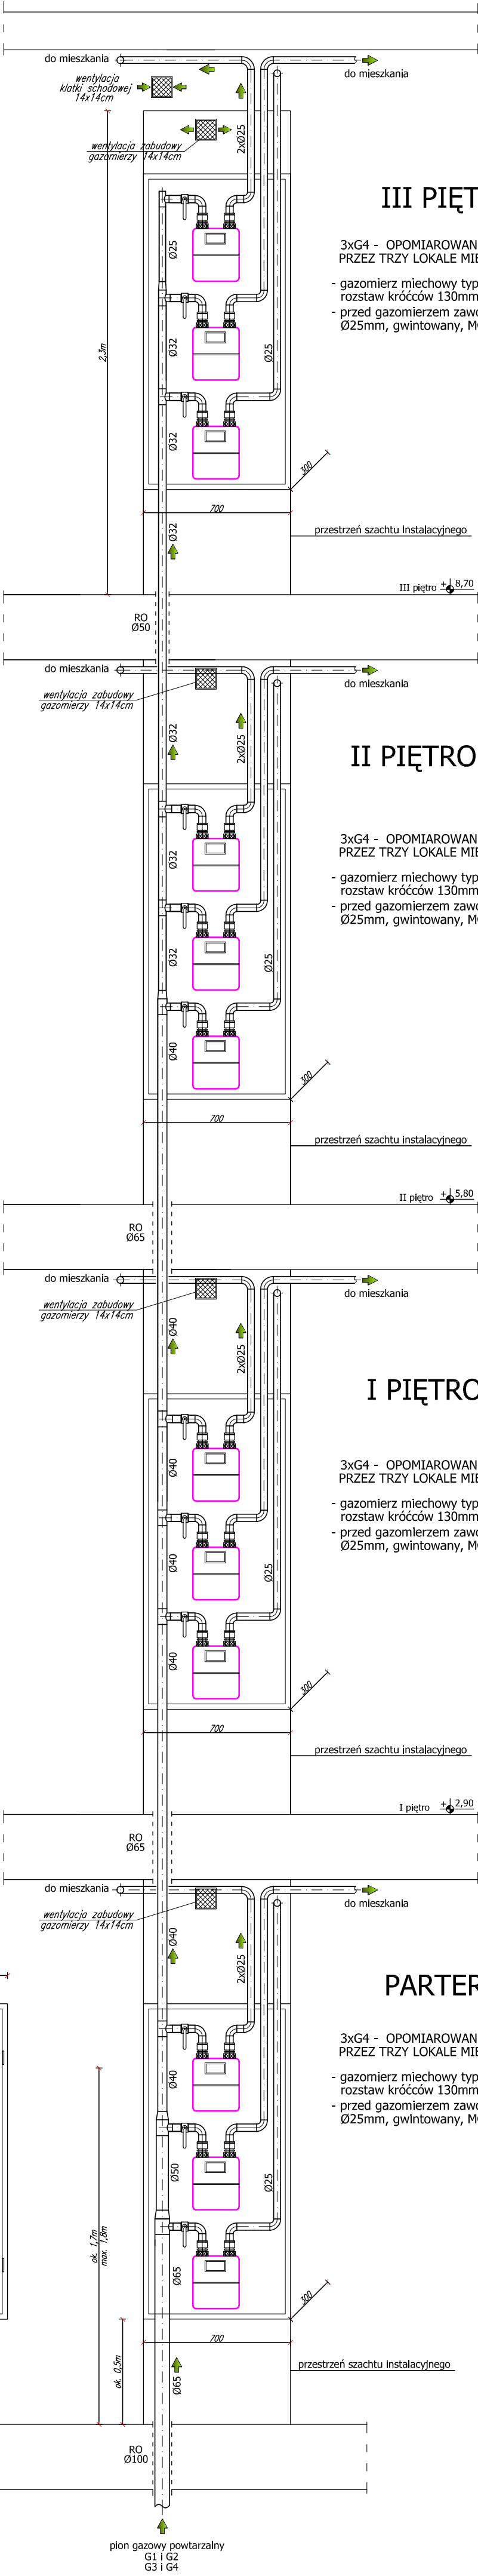 do mieszkania
do mieszkania
wentylacja
klatki schodowej
14x14cm
wentylacja zabudowy
gazomierzy 14x14cm
2xØ25
III PIĘT
3xG4 - OPOMIAROWAN
PRZEZ TRZY LOKALE MIE
- gazomierz miechowy typ
rozstaw króćców 130mm
- przed gazomierzem zawo
Ø25mm, gwintowany, M
Ø25
Ø32
Ø25
2,3m
Ø32
300
700
Ø32
przestrzeń szachtu instalacyjnego
III piętro + 8,70
RO
Ø50
do mieszkania
do mieszkania
wentylacja zabudowy
gazomierzy 14x14cm
Ø32
2xØ25
II PIĘTRO
3xG4 - OPOMIAROWAN
PRZEZ TRZY LOKALE MIE
- gazomierz miechowy typ
rozstaw króćców 130mm
- przed gazomierzem zawo
Ø25mm, gwintowany, M
Ø32
Ø32
Ø25
Ø40
300
700
przestrzeń szachtu instalacyjnego
II piętro + 5,80
RO
Ø65
do mieszkania
do mieszkania
wentylacja zabudowy
gazomierzy 14x14cm
Ø40
2xØ25
I PIĘTRO
3xG4 - OPOMIAROWAN
PRZEZ TRZY LOKALE MIE
- gazomierz miechowy typ
rozstaw króćców 130mm
- przed gazomierzem zawo
Ø25mm, gwintowany, M
Ø40
Ø40
Ø25
Ø40
300
700
przestrzeń szachtu instalacyjnego
I piętro + 2,90
RO
Ø65
do mieszkania
do mieszkania
wentylacja zabudowy
gazomierzy 14x14cm
Ø40
2xØ25
PARTER
3xG4 - OPOMIAROWAN
PRZEZ TRZY LOKALE MIE
- gazomierz miechowy typ
rozstaw króćców 130mm
- przed gazomierzem zawo
Ø25mm, gwintowany, M
Ø40
Ø50
Ø25
ok. 1,7m
max. 1,8m
Ø65
300
700
przestrzeń szachtu instalacyjnego
ok. 0,5m
Ø65
RO
Ø100
pion gazowy powtarzalny
G1 i G2
G3 i G4